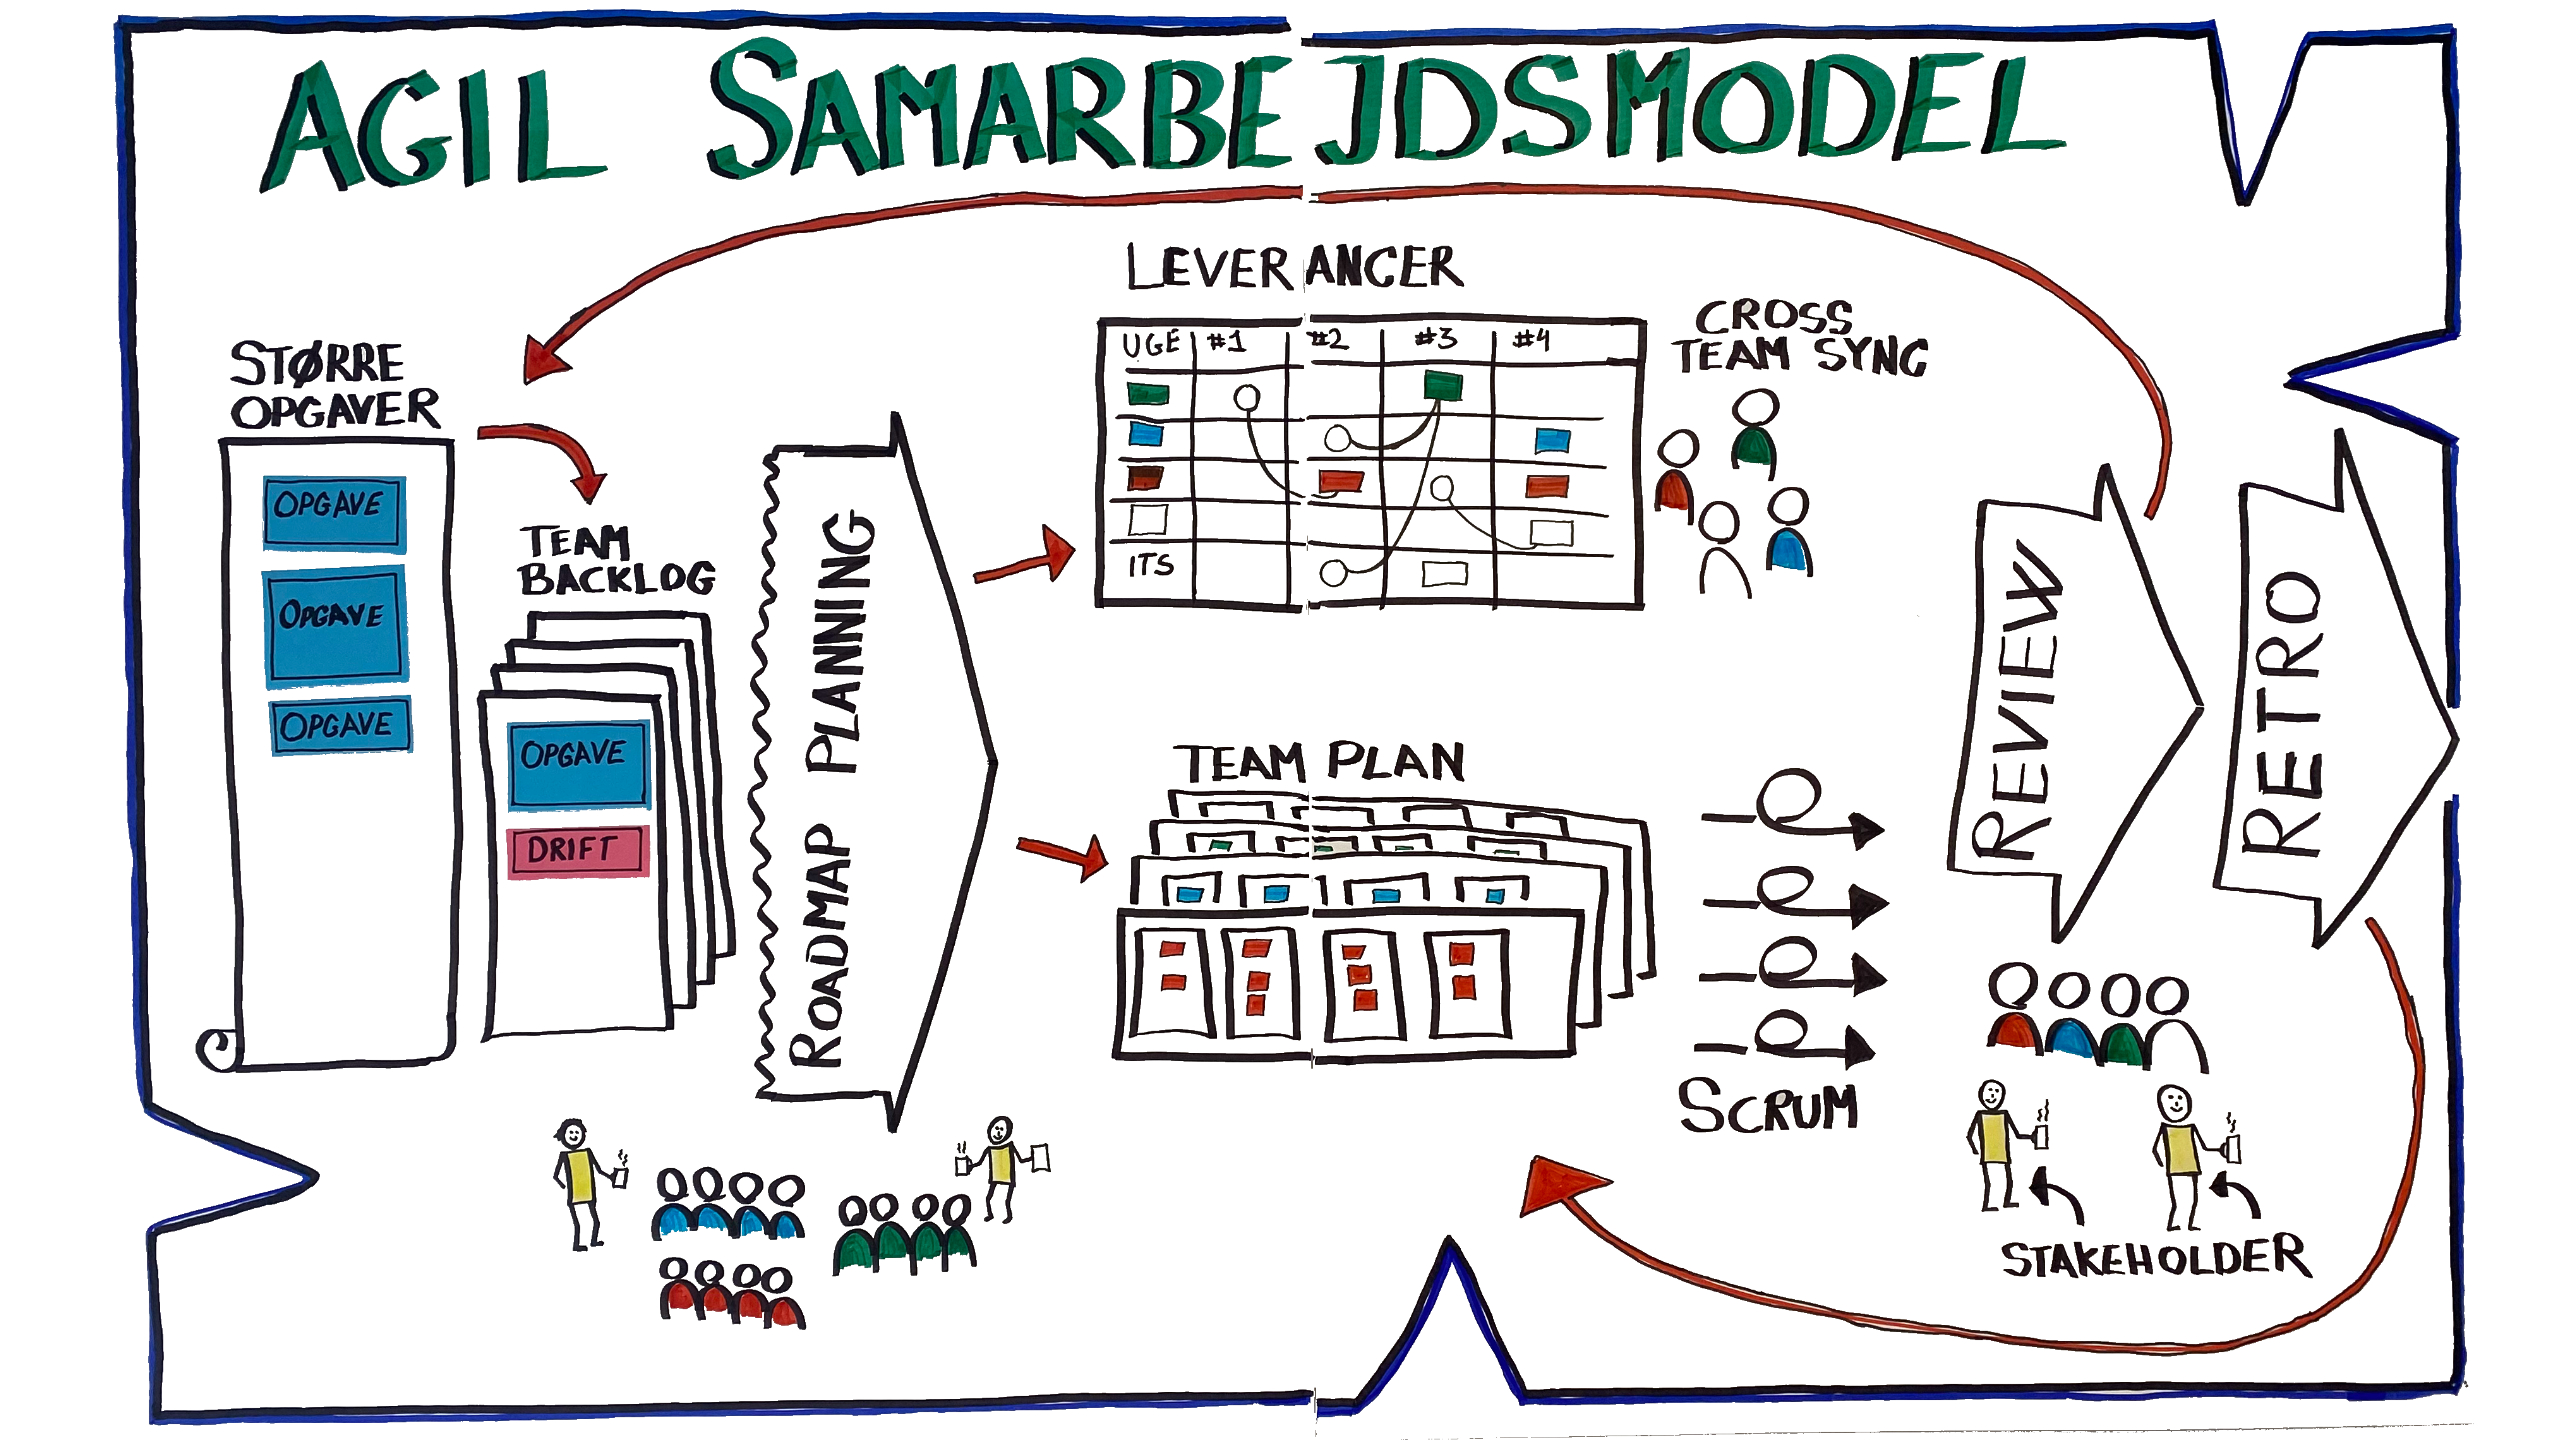 AGIL SAMARBEJDSMODEL
STØRRE
OPGAVER
OPGAVE
OPGAVE
OPGAVE
TEAM
BACKLOG
OPGAVE
DRIFT
ROADMAP PLANNING
LEVERANCER
UGE #1 #2 #3 #4
ITS
CROSS
TEAM SYNC
TEAM PLAN
SCRUM
REVIEW
RETRO
STAKEHOLDER